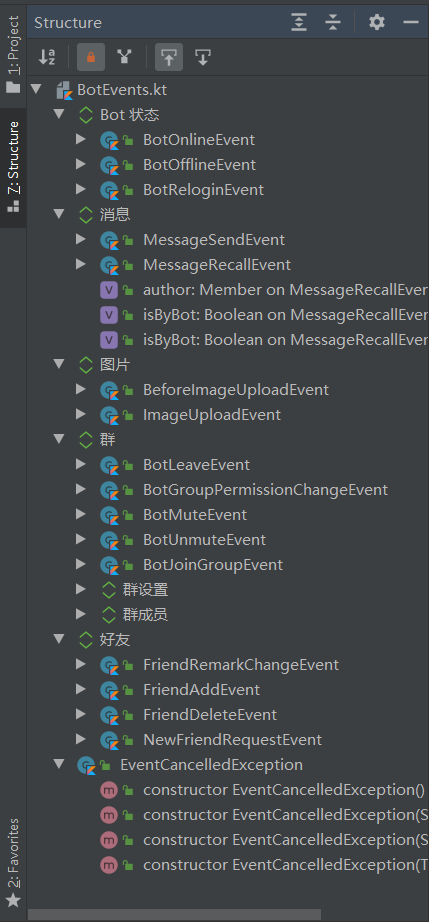 Structure
1: Project
BotEvents.kt
Bot 状态
BotOnlineEvent
BotOfflineEvent
BotReloginEvent
7: Structure
消息
MessageSendEvent
MessageRecallEvent
author: Member on MessageRecallEver
isByBot: Boolean on MessageRecallEver
isByBot: Boolean on MessageRecallEver
图片
BeforeImageUploadEvent
ImageUploadEvent
群
BotLeaveEvent
BotGroupPermissionChangeEvent
BotMuteEvent
BotUnmuteEvent
BotJoinGroupEvent
群设置
群成员
好友
FriendRemarkChangeEvent
FriendAddEvent
FriendDeleteEvent
NewFriendRequestEvent
EventCancelledException
constructor EventCancelledException()
constructor EventCancelledException(S
constructor EventCancelledException(S
constructor EventCancelledException(T
2: Favorites